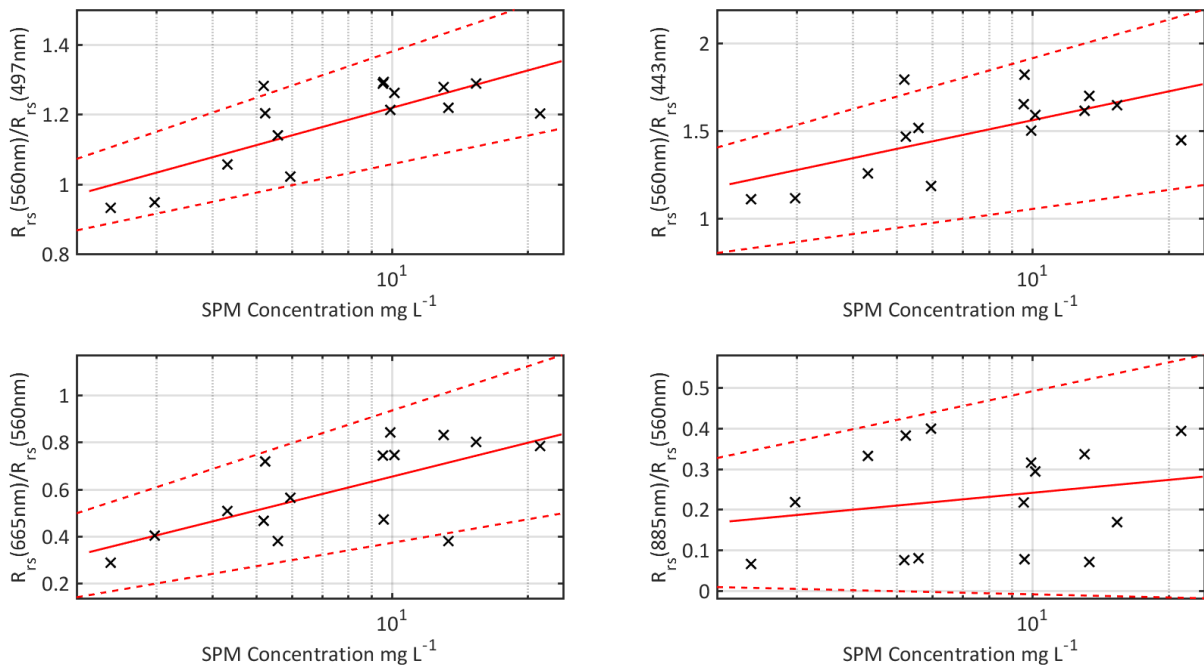 R_rs(560nm)/R_rs(497nm)
1.4
1.2
1
0.8
10^1
SPM Concentration mg L^-1
R_rs(560nm)/R_rs(443nm)
2
1.5
1
10^1
SPM Concentration mg L^-1
R_rs(665nm)/R_rs(560nm)
1
0.8
0.6
0.4
0.2
10^1
SPM Concentration mg L^-1
R_rs(885nm)/R_rs(560nm)
0.5
0.4
0.3
0.2
0.1
0
10^1
SPM Concentration mg L^-1